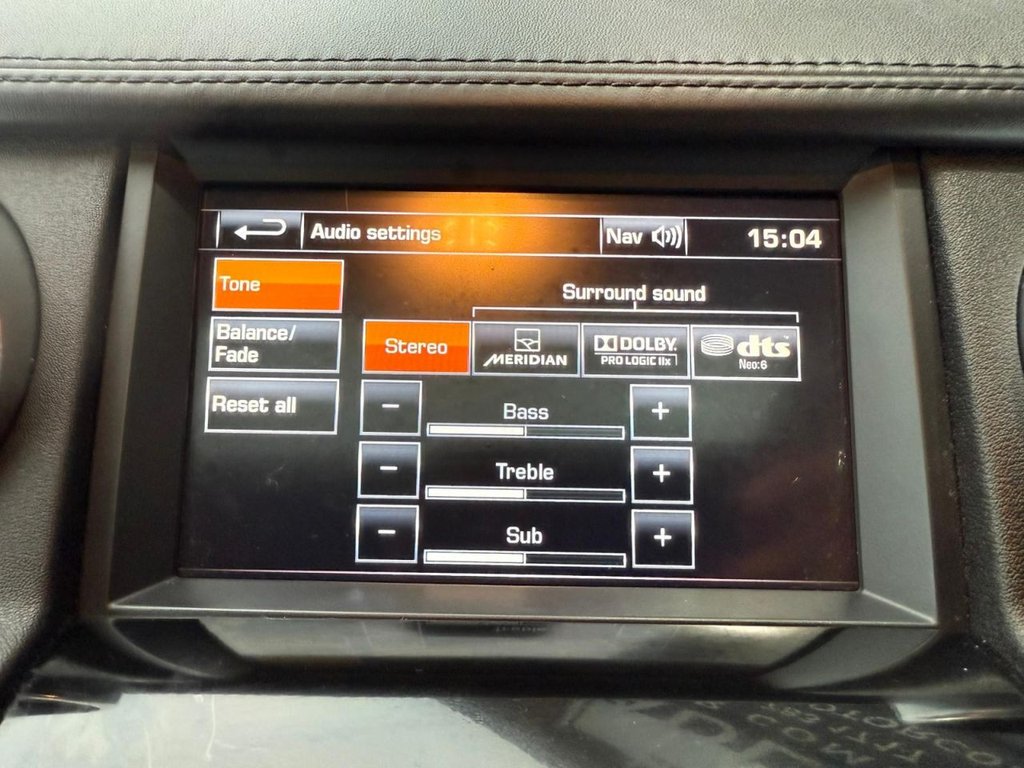 Audio settings
Nav
15:04
Tone
Surround sound
Balance/
Fade
Stereo
MERIDIAN
DOLBY
PRO LOGIC IIx
dts
Neo:6
Reset all
− Bass +
− Treble +
− Sub +